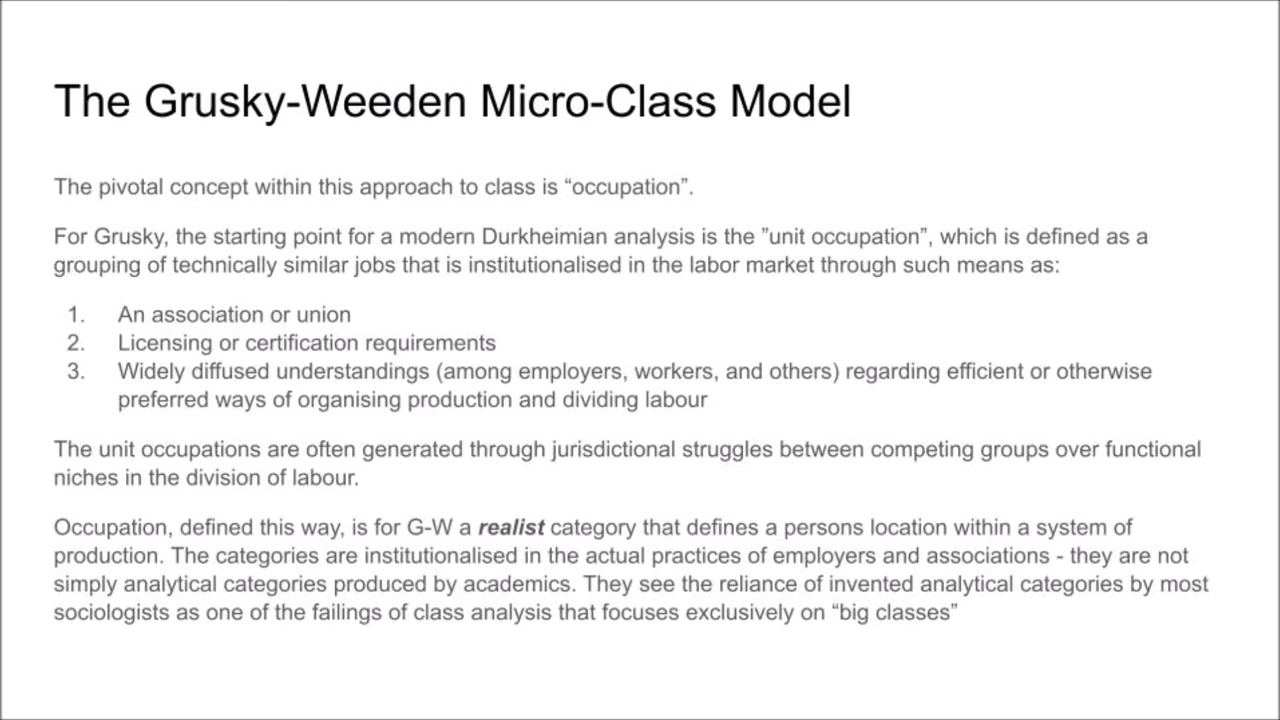 The Grusky-Weeden Micro-Class Model
The pivotal concept within this approach to class is “occupation”.
For Grusky, the starting point for a modern Durkheimian analysis is the ”unit occupation”, which is defined as a
grouping of technically similar jobs that is institutionalised in the labor market through such means as:
1. An association or union
2. Licensing or certification requirements
3. Widely diffused understandings (among employers, workers, and others) regarding efficient or otherwise
preferred ways of organising production and dividing labour
The unit occupations are often generated through jurisdictional struggles between competing groups over functional
niches in the division of labour.
Occupation, defined this way, is for G-W a realist category that defines a persons location within a system of
production. The categories are institutionalised in the actual practices of employers and associations - they are not
simply analytical categories produced by academics. They see the reliance of invented analytical categories by most
sociologists as one of the failings of class analysis that focuses exclusively on “big classes”